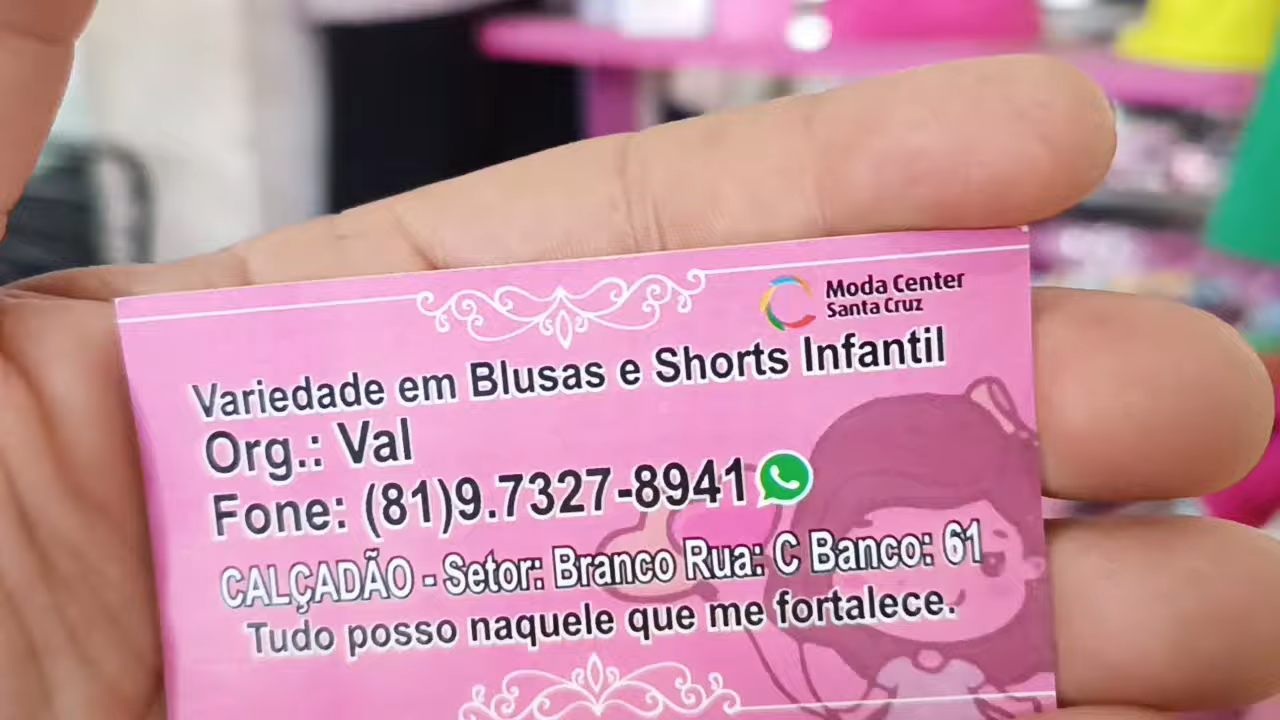 Moda Center
Santa Cruz
Variedade em Blusas e Shorts Infantil
Org.: Val
Fone: (81)9.7327-8941
CALÇADÃO - Setor: Branco Rua: C Banco: 61
Tudo posso naquele que me fortalece.